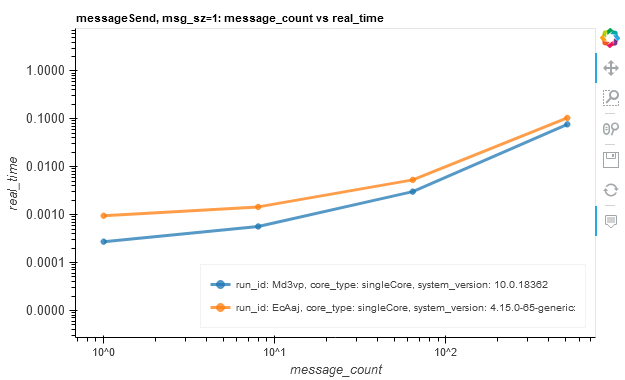 messageSend, msg_sz=1: message_count vs real_time
1.0000
0.1000
0.0100
0.0010
0.0001
0.0000
real_time
run_id: Md3vp, core_type: singleCore, system_version: 10.0.18362
run_id: EcAaj, core_type: singleCore, system_version: 4.15.0-65-generic:
10^0
10^1
10^2
message_count